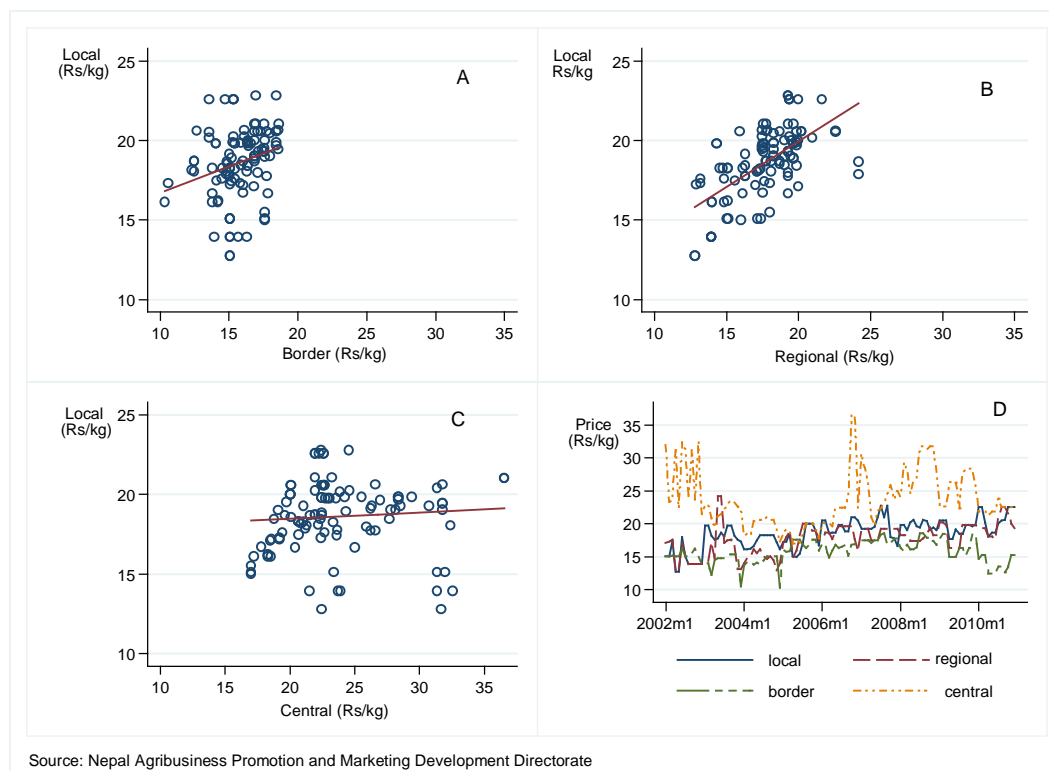 Local
(Rs/kg)
A
25
20
15
10
10 15 20 25 30 35
Border (Rs/kg)
Local
Rs/kg
B
25
20
15
10
10 15 20 25 30 35
Regional (Rs/kg)
Local
(Rs/kg)
C
25
20
15
10
10 15 20 25 30 35
Central (Rs/kg)
Price
(Rs/kg)
D
35
30
25
20
15
10
2002m1 2004m1 2006m1 2008m1 2010m1
local regional
border central
Source: Nepal Agribusiness Promotion and Marketing Development Directorate